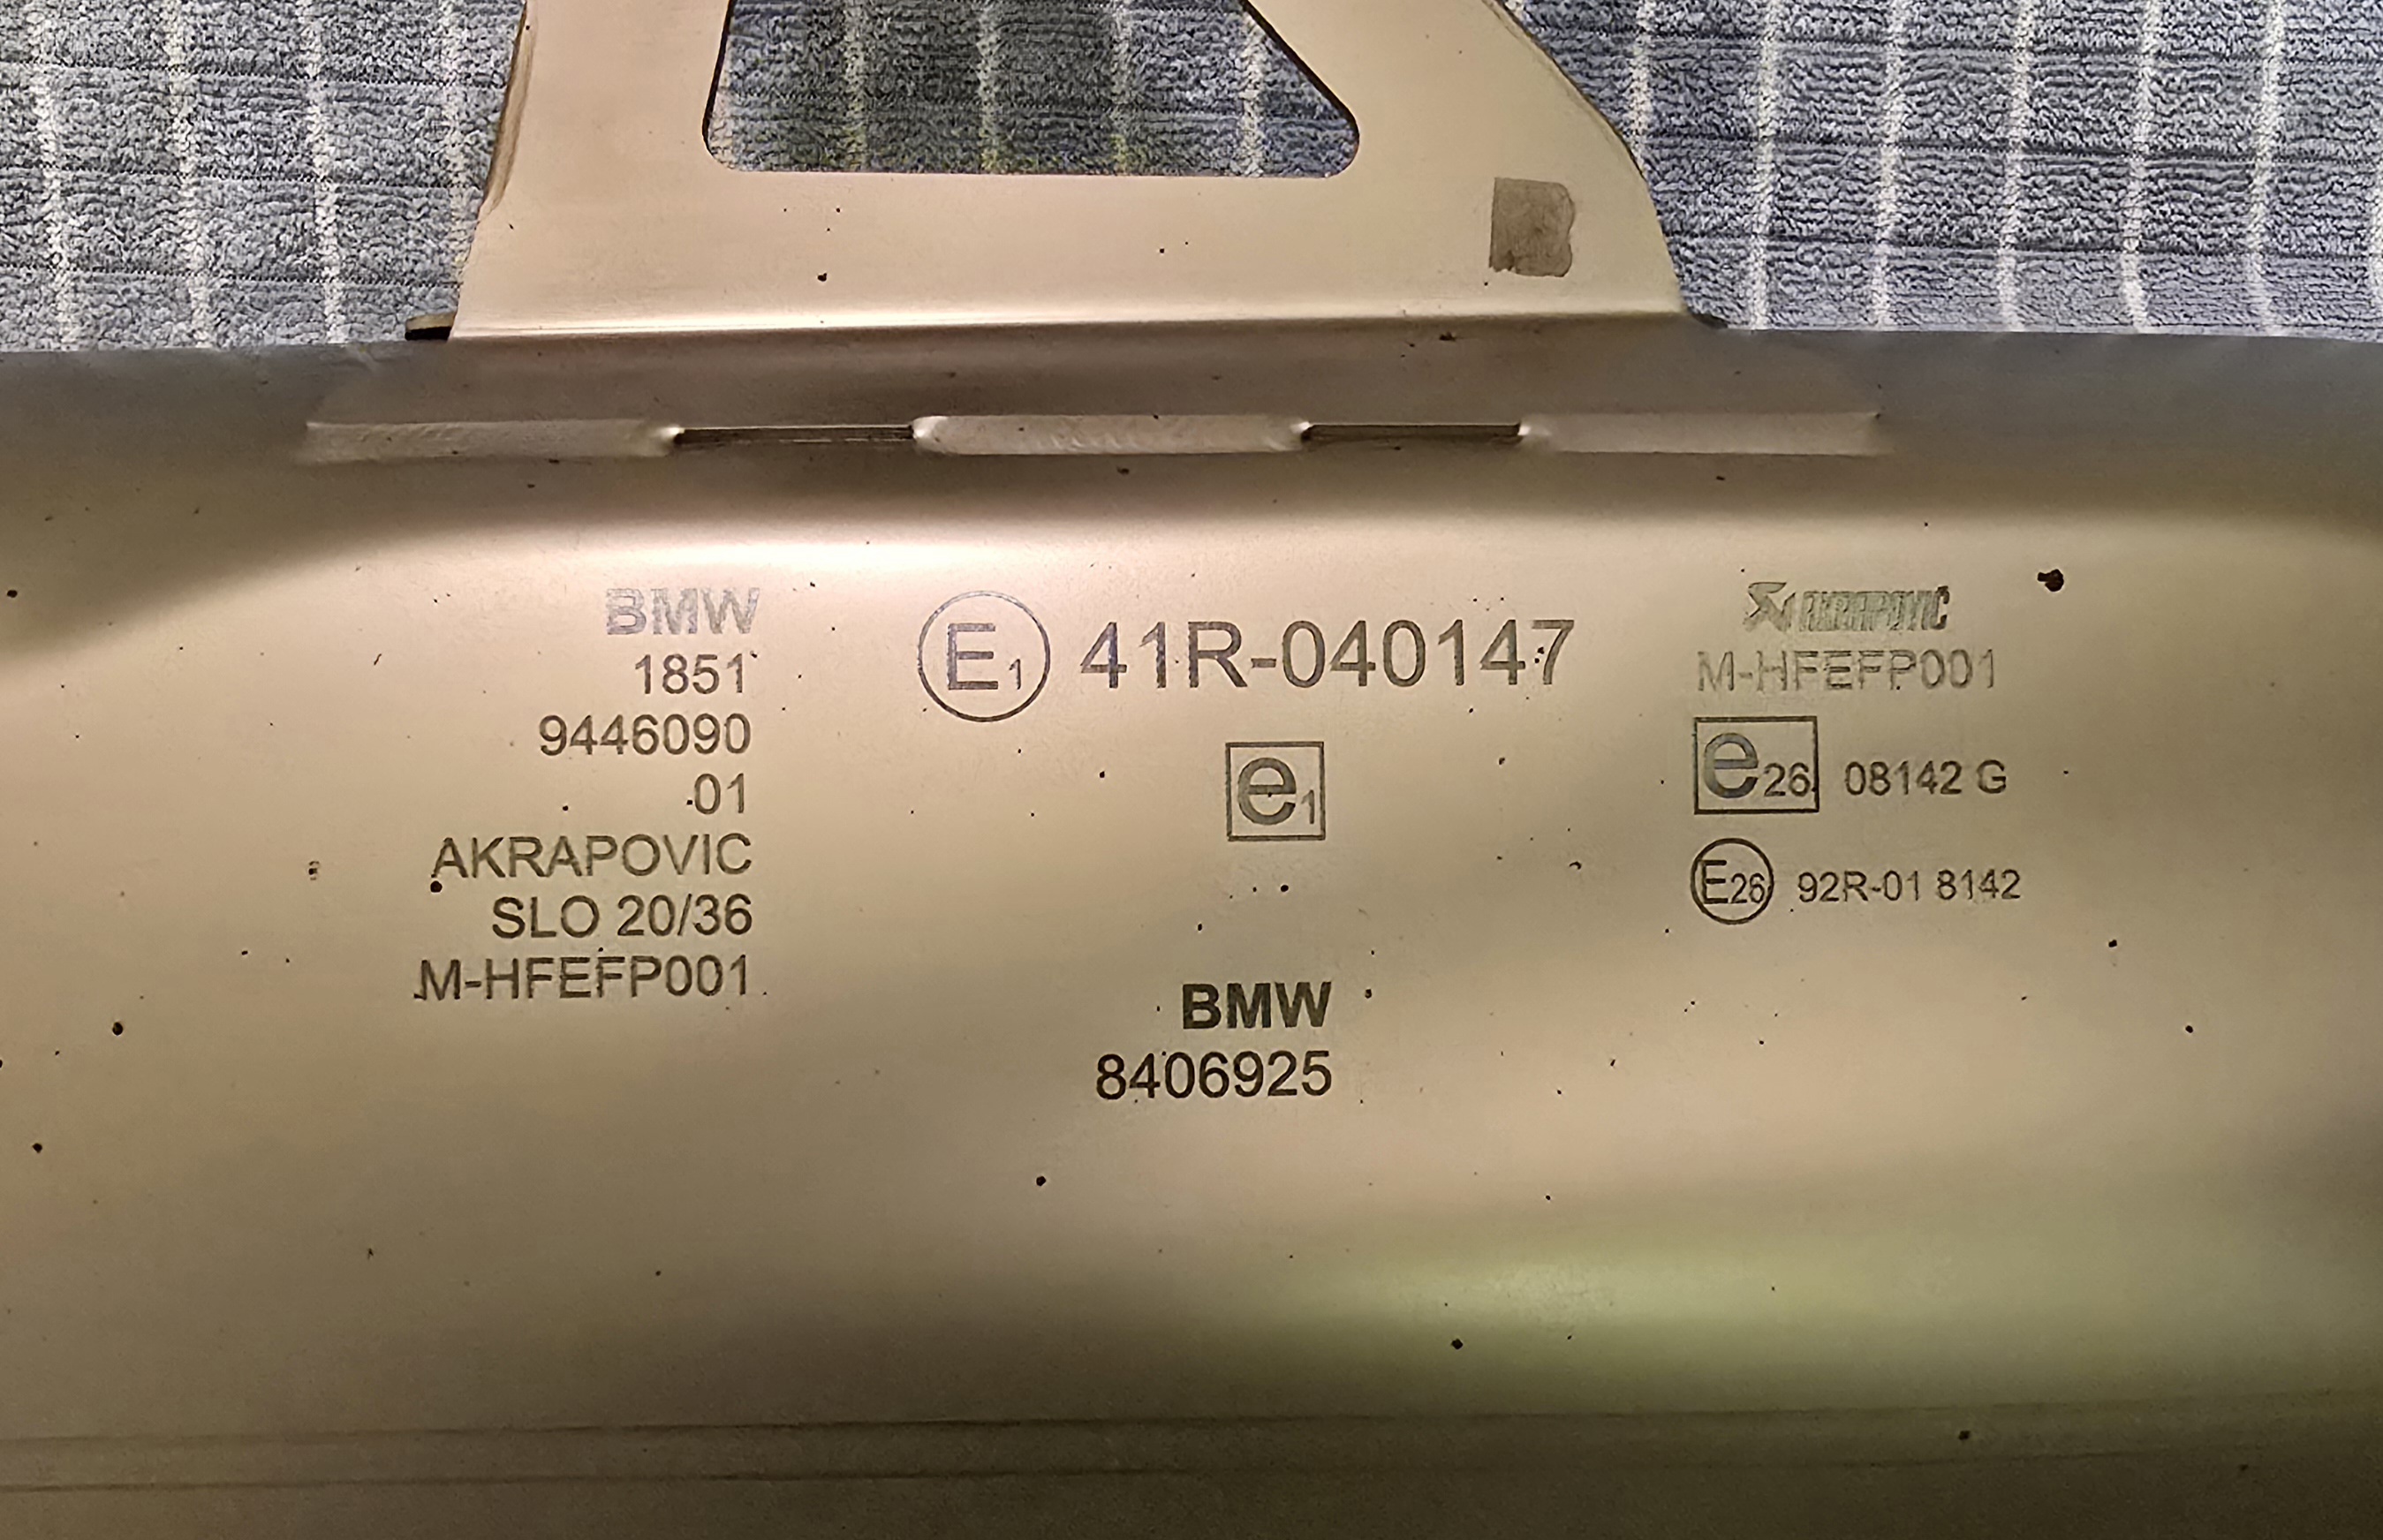 BMW
1851
9446090
01
AKRAPOVIC
SLO 20/36
M-HFEFP001
E1 41R-040147
e1
BMW
8406925
AKRAPOVIC
M-HFEFP001
e26 08142 G
E26 92R-01 8142